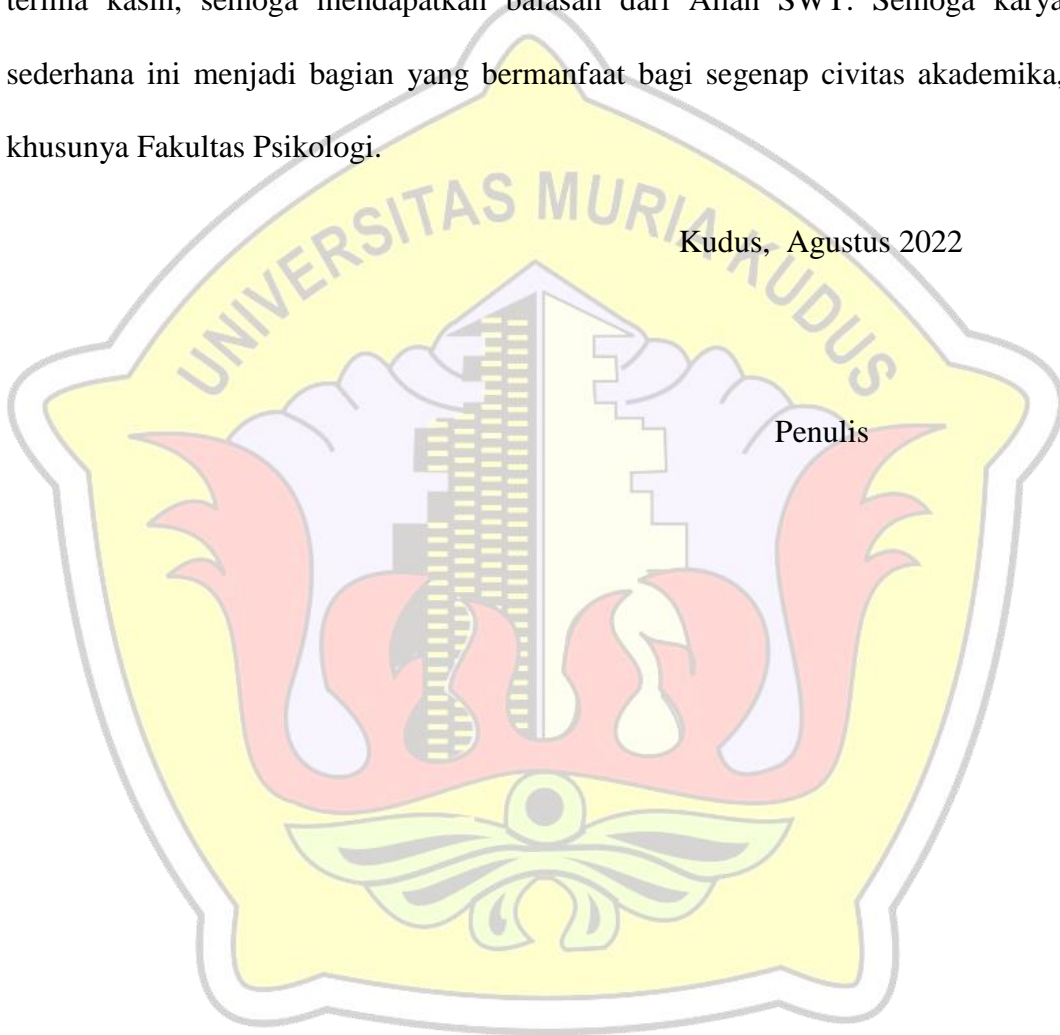 terima kasih, semoga mendapatkan balasan dari Allah SWT. Semoga karya
sederhana ini menjadi bagian yang bermanfaat bagi segenap civitas akademika,
khusunya Fakultas Psikologi.
UNIVERSITAS MURIA KUDUS
Kudus, Agustus 2022
Penulis